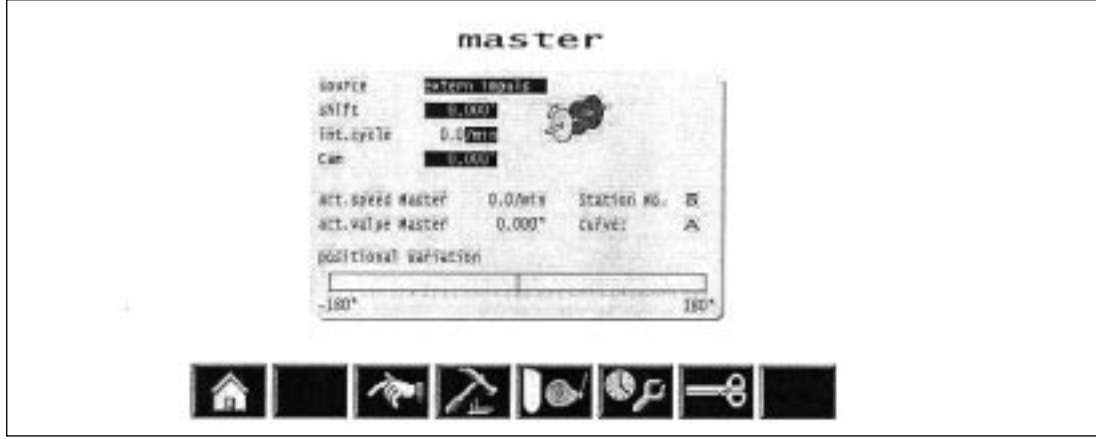 master
source extern impuls
shift 0.000°
int.cycle 0.0/min
Cam 0.000°
act.speed Master 0.0/min Station No. B
act.value Master 0.000° curve: A
positional variation
-180° 180°